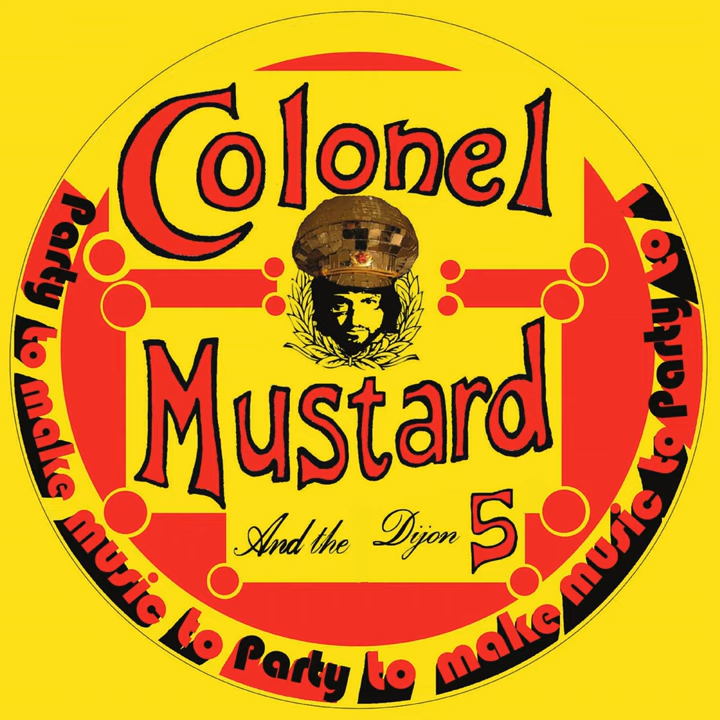 Colonel
Mustard
And the Dijon 5
Party to make music to Party to make music to Party to